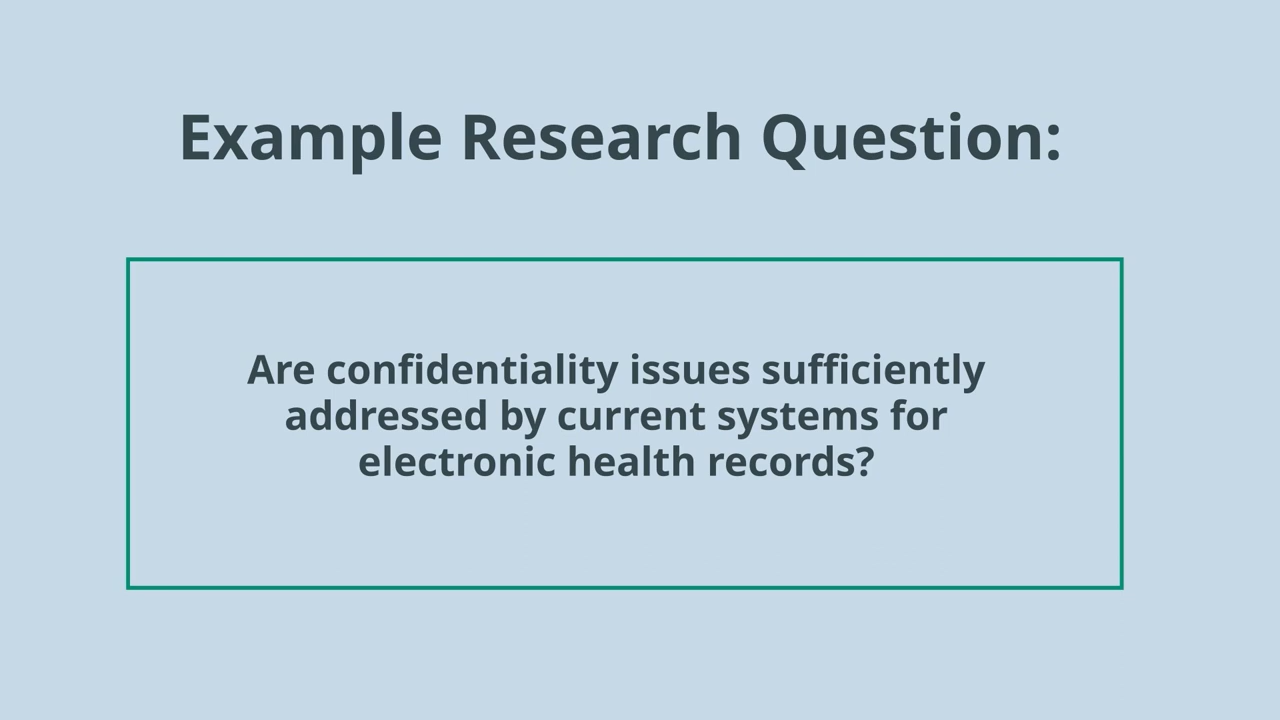 Example Research Question:
Are confidentiality issues sufficiently
addressed by current systems for
electronic health records?